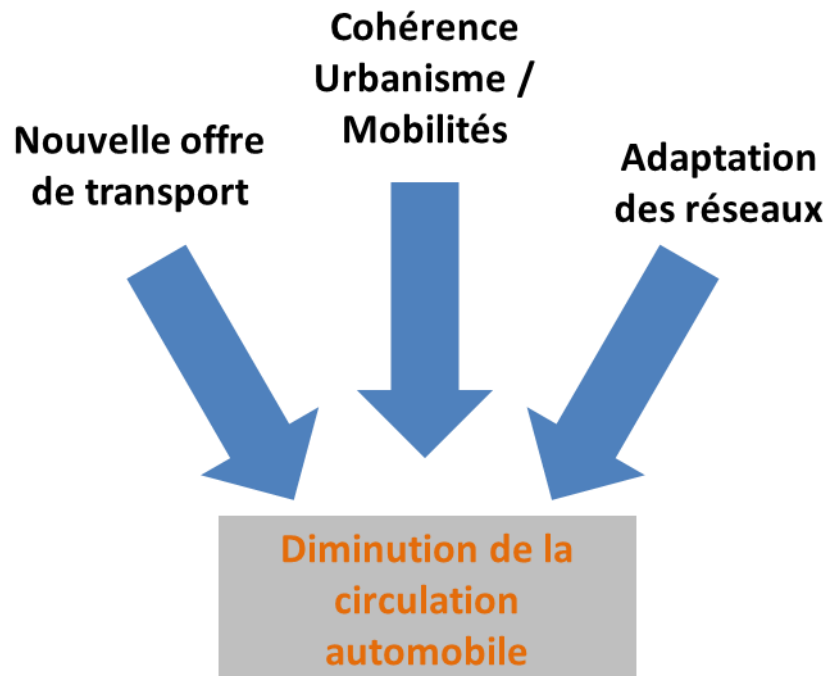 Cohérence
Urbanisme /
Mobilités
Nouvelle offre
de transport
Adaptation
des réseaux
Diminution de la
circulation
automobile